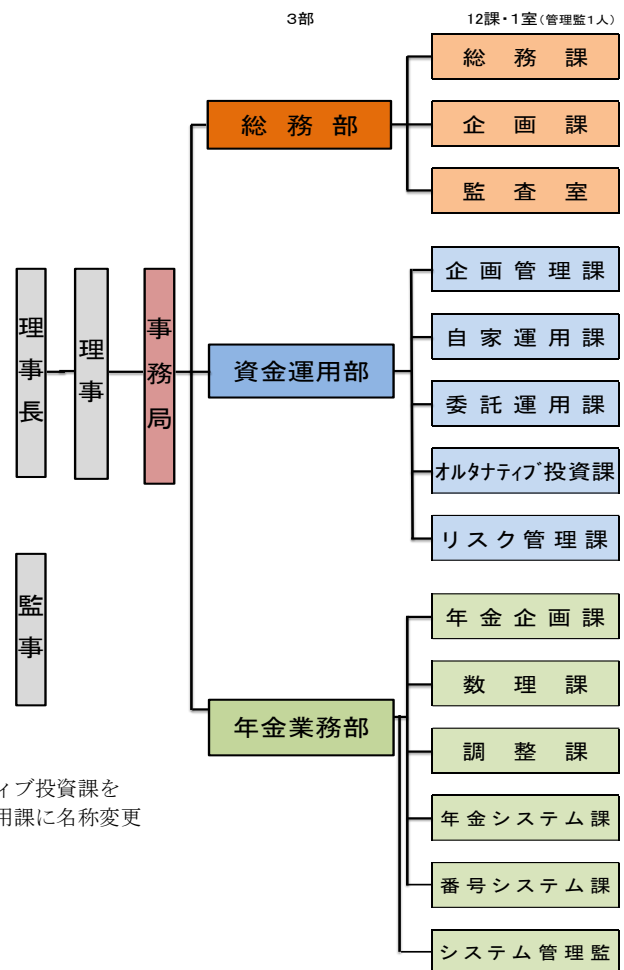 3部
12課・1室(管理監1人)
総務課
総務部
企画課
監査室
企画管理課
理事長
理事
事務局
自家運用課
資金運用部
委託運用課
オルタナティブ投資課
リスク管理課
監事
年金企画課
数理課
年金業務部
調整課
ィブ投資課を
用課に名称変更
年金システム課
番号システム課
システム管理監